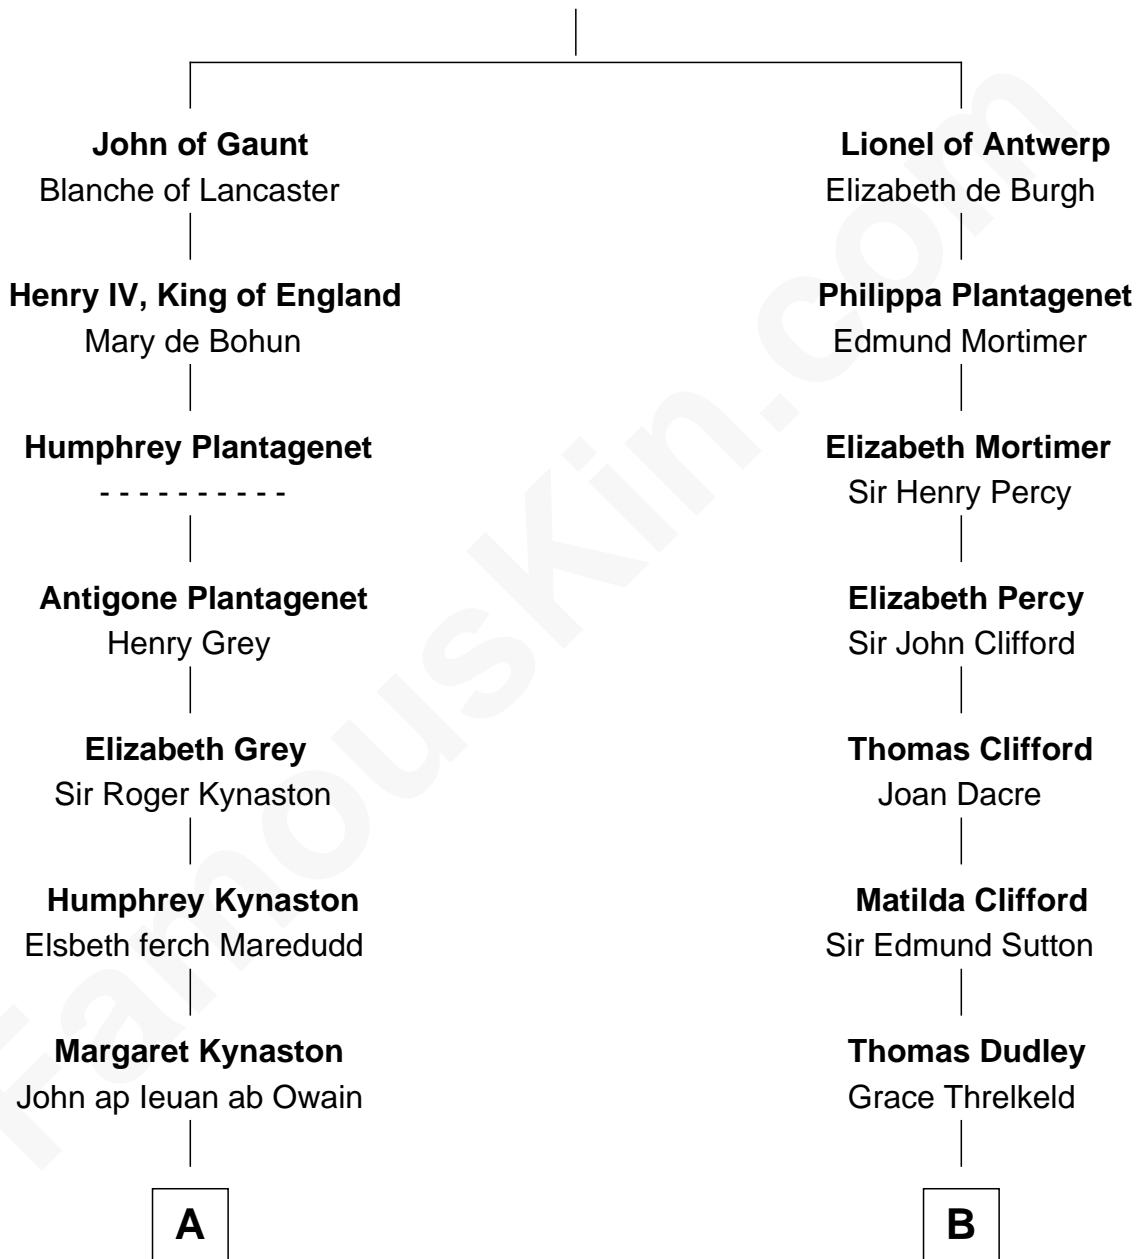 John of Gaunt
Blanche of Lancaster
Henry IV, King of England
Mary de Bohun
Humphrey Plantagenet
- - - - - - - - - -
Antigone Plantagenet
Henry Grey
Elizabeth Grey
Sir Roger Kynaston
Humphrey Kynaston
Elsbeth ferch Maredudd
Margaret Kynaston
John ap Ieuan ab Owain
A
Lionel of Antwerp
Elizabeth de Burgh
Philippa Plantagenet
Edmund Mortimer
Elizabeth Mortimer
Sir Henry Percy
Elizabeth Percy
Sir John Clifford
Thomas Clifford
Joan Dacre
Matilda Clifford
Sir Edmund Sutton
Thomas Dudley
Grace Threlkeld
B
FamousKin.com